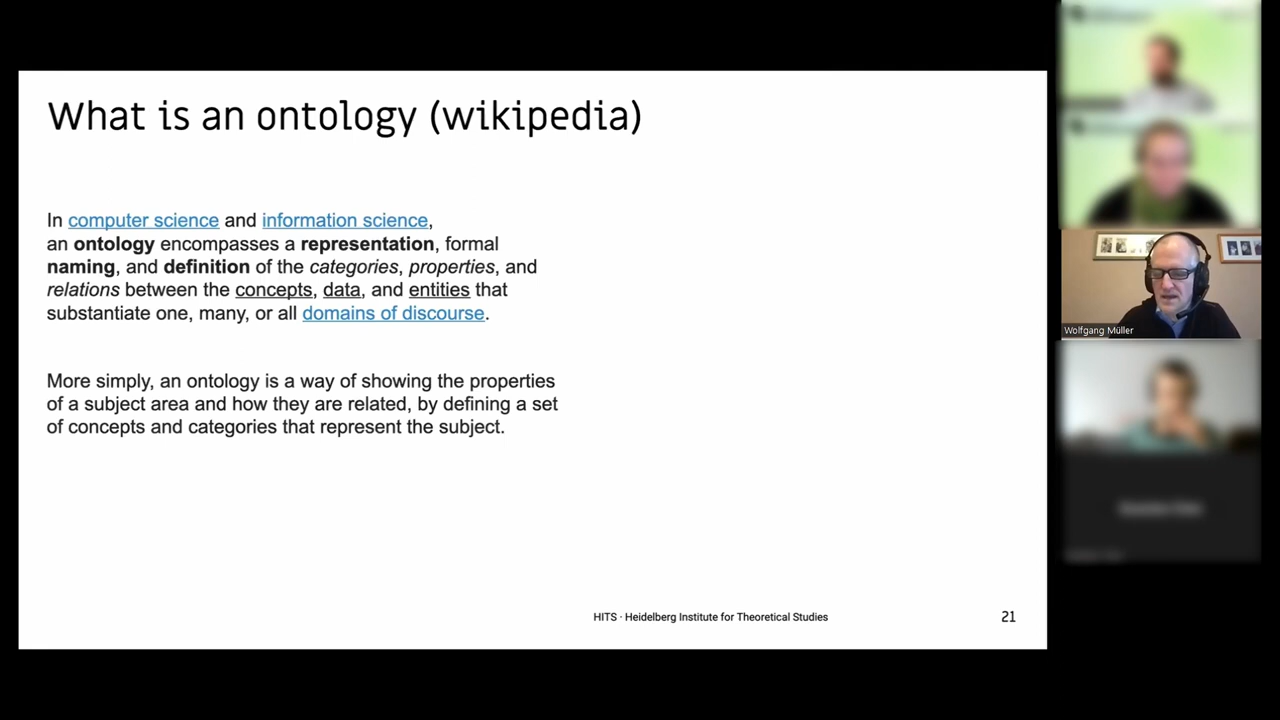 What is an ontology (wikipedia)
In computer science and information science,
an ontology encompasses a representation, formal
naming, and definition of the categories, properties, and
relations between the concepts, data, and entities that
substantiate one, many, or all domains of discourse.
More simply, an ontology is a way of showing the properties
of a subject area and how they are related, by defining a set
of concepts and categories that represent the subject.
HITS · Heidelberg Institute for Theoretical Studies
21
Wolfgang Müller